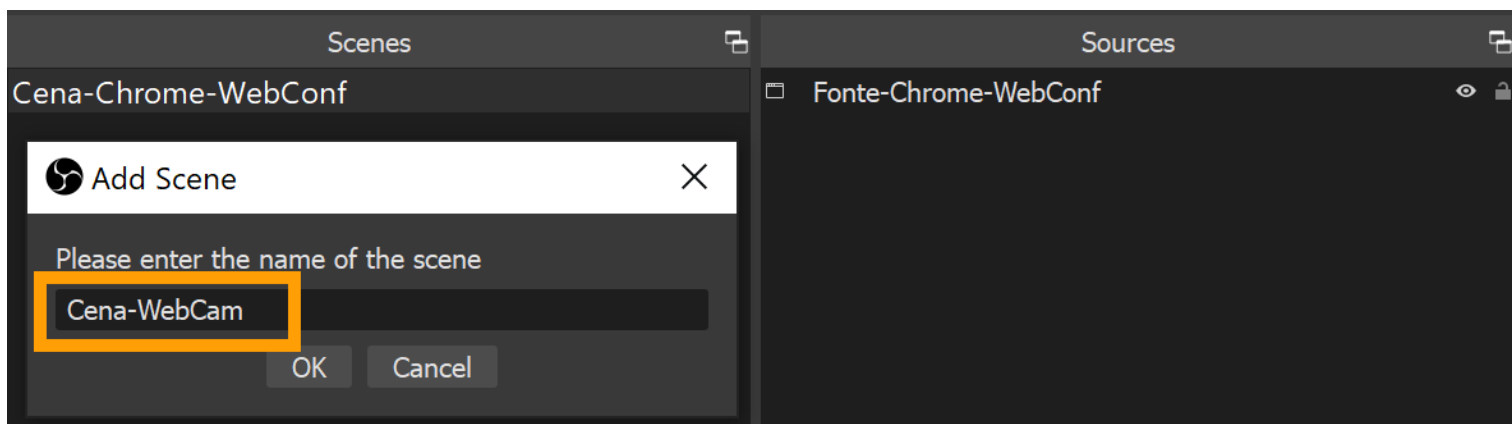 Scenes
Sources
Cena-Chrome-WebConf
Fonte-Chrome-WebConf
Add Scene
Please enter the name of the scene
Cena-WebCam
OK
Cancel